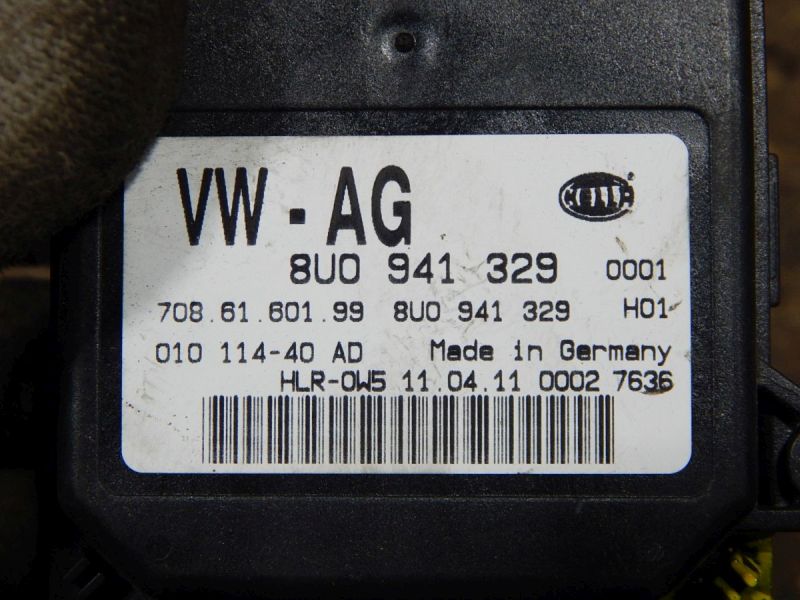 VW - AG
HELLA
8U0 941 329 0001
708.61.601.99 8U0 941 329 H01
010 114-40 AD Made in Germany
HLR-0W5 11.04.11 0002 7636